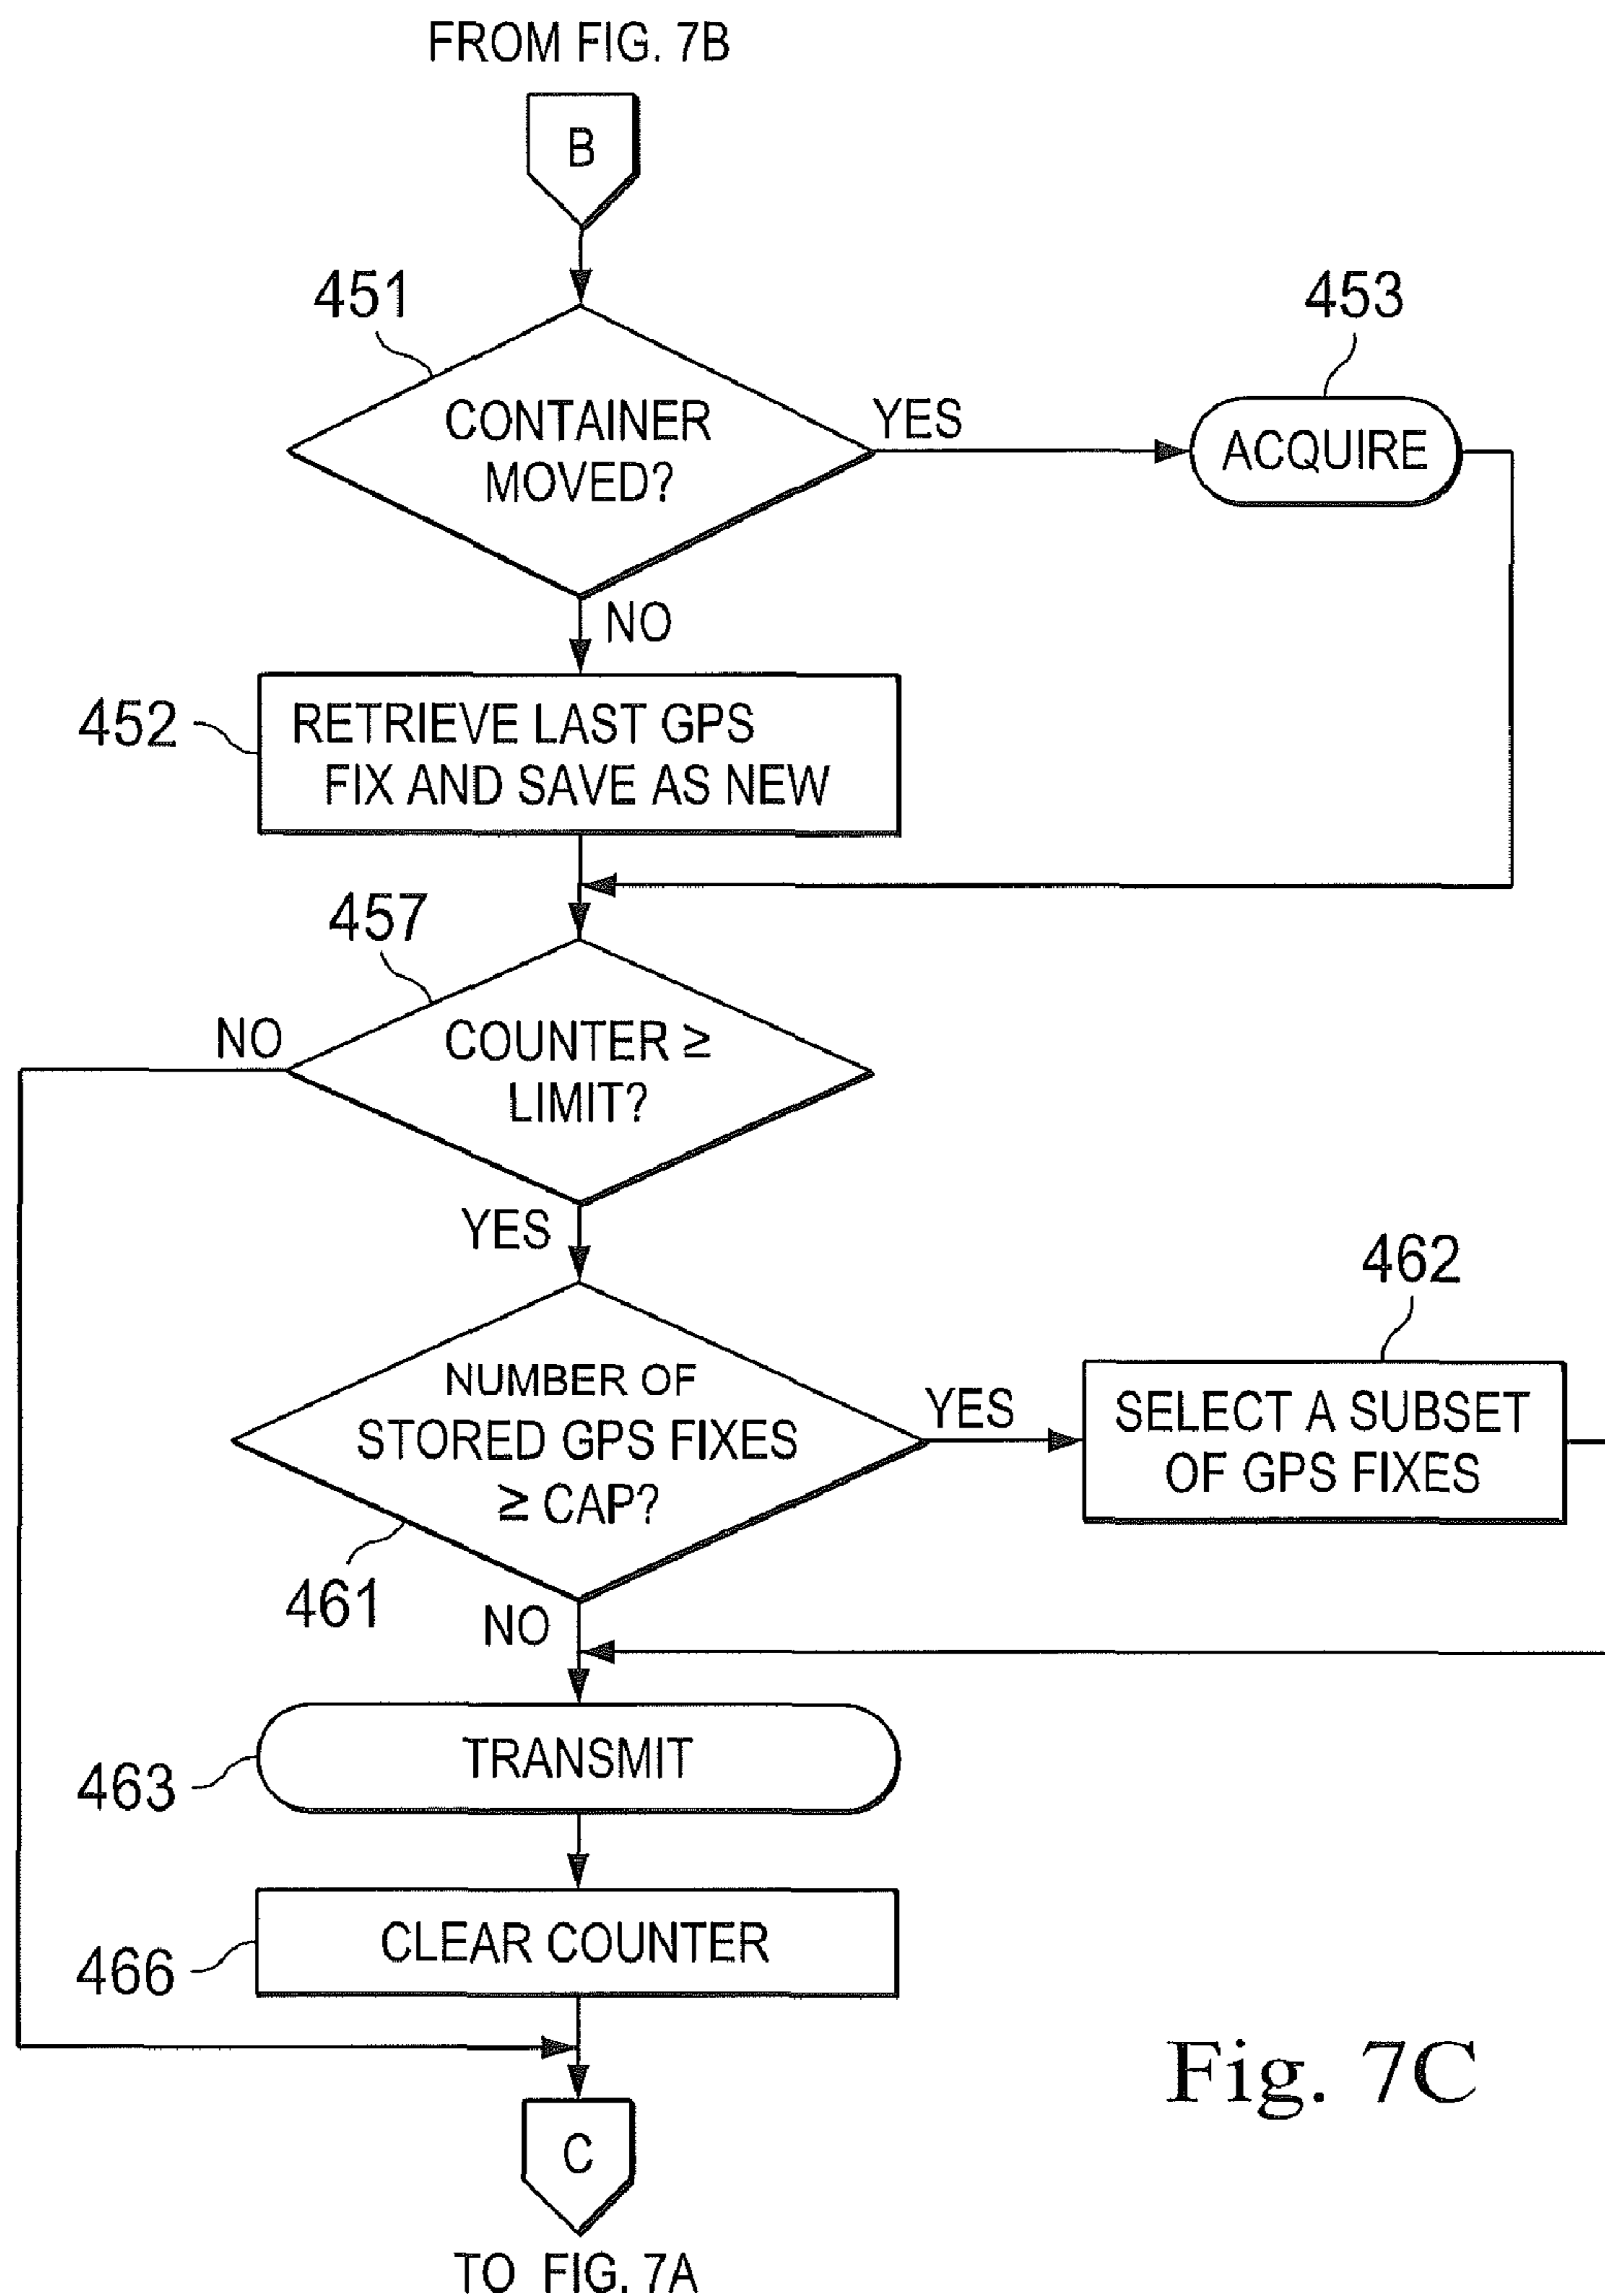 FROM FIG. 7B
B
451
453
CONTAINER
MOVED?
YES
ACQUIRE
NO
452
RETRIEVE LAST GPS
FIX AND SAVE AS NEW
457
NO
COUNTER ≥
LIMIT?
YES
462
NUMBER OF
STORED GPS FIXES
≥ CAP?
YES
SELECT A SUBSET
OF GPS FIXES
461
NO
463
TRANSMIT
466
CLEAR COUNTER
Fig. 7C
C
TO FIG. 7A